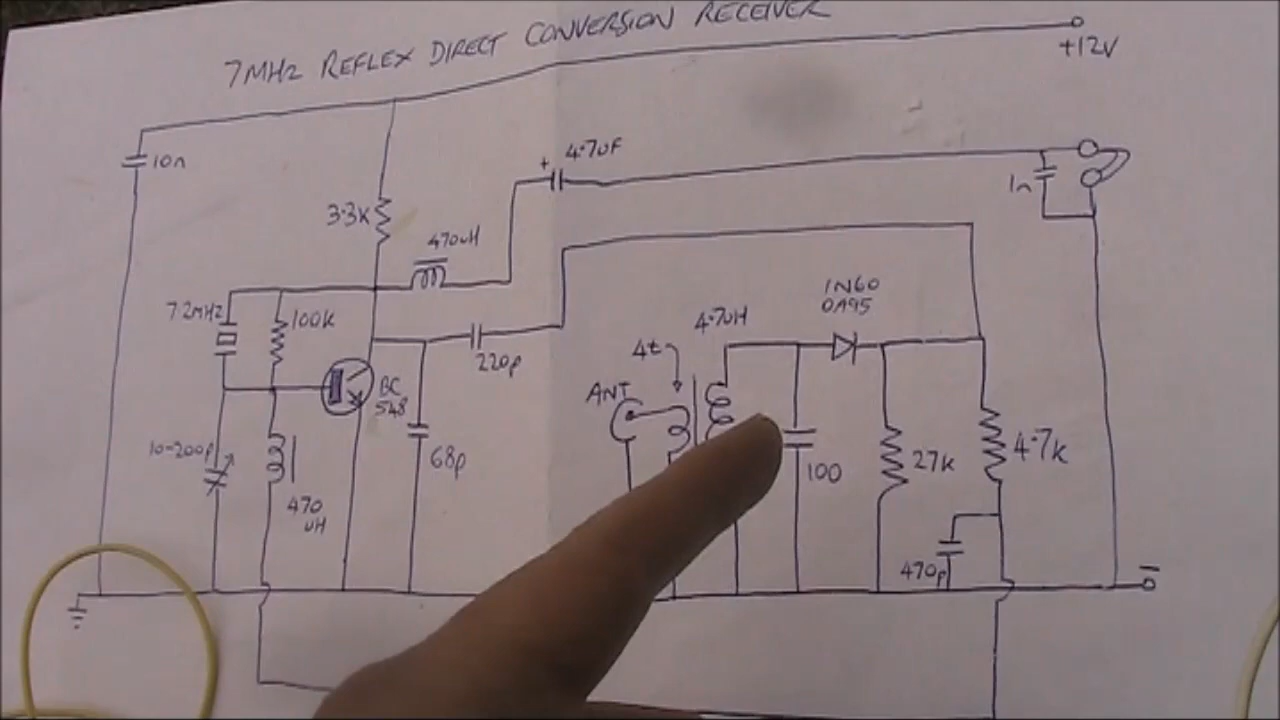 7MHz REFLEX DIRECT CONVERSION RECEIVER
+12V
10n
4.7uF
+
1n
3.3K
470uH
7.2MHz
100K
1N60
OA95
4.7uH
220p
4t
BC
548
ANT
10-200p
68p
100
27K
4.7k
470
uH
470p
-